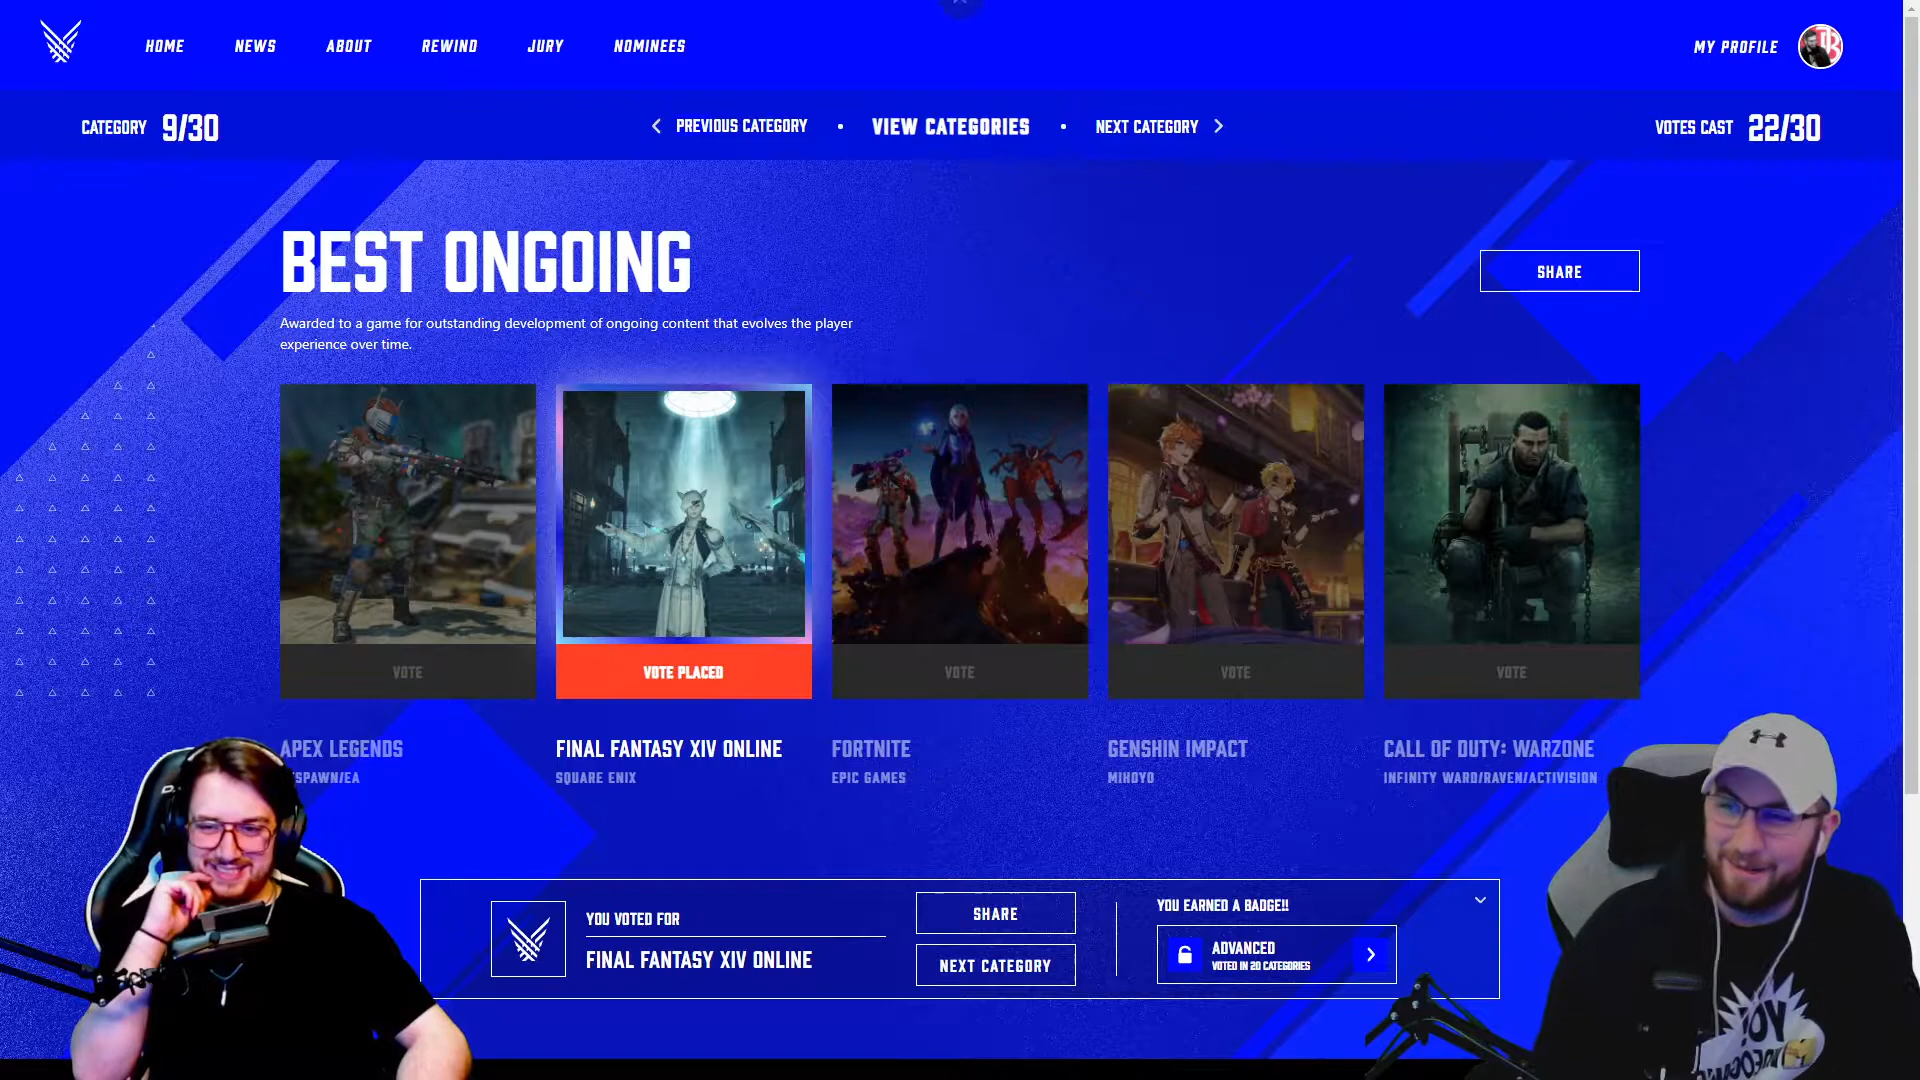 HOME NEWS ABOUT REWIND JURY NOMINEES MY PROFILE
CATEGORY 9/30 PREVIOUS CATEGORY • VIEW CATEGORIES • NEXT CATEGORY VOTES CAST 22/30
BEST ONGOING
SHARE
Awarded to a game for outstanding development of ongoing content that evolves the player
experience over time.
VOTE VOTE PLACED VOTE VOTE VOTE
APEX LEGENDS FINAL FANTASY XIV ONLINE FORTNITE GENSHIN IMPACT CALL OF DUTY: WARZONE
SPAWN/EA SQUARE ENIX EPIC GAMES MIHOYO INFINITY WARD/RAVEN/ACTIVISION
YOU VOTED FOR
FINAL FANTASY XIV ONLINE
SHARE
NEXT CATEGORY
YOU EARNED A BADGE!!
ADVANCED
VOTED IN 20 CATEGORIES